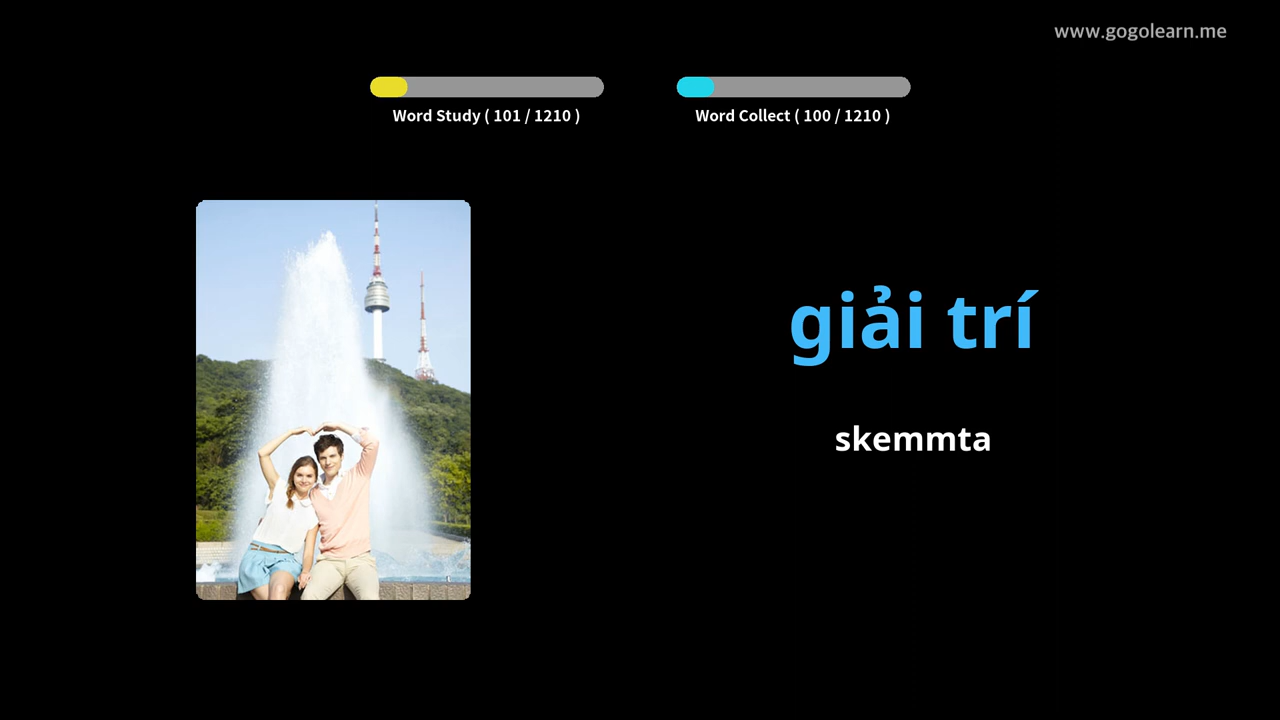 www.gogolearn.me
Word Study ( 101 / 1210 )
Word Collect ( 100 / 1210 )
giải trí
skemmta